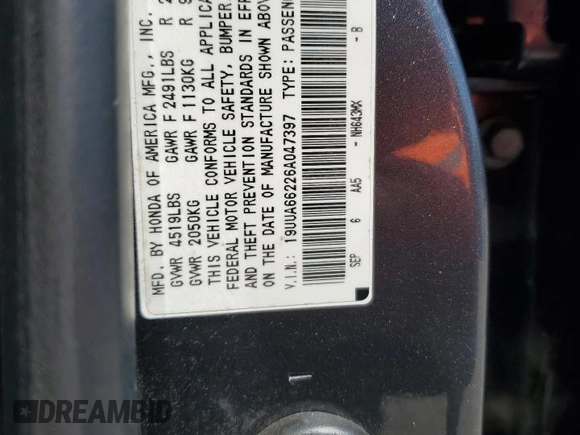 MFD. BY HONDA OF AMERICA MFG., INC.
GVWR 4519LBS GAWR F 2491LBS R 2
GVWR 2050KG GAWR F 1130KG R 9
THIS VEHICLE CONFORMS TO ALL APPLICA
FEDERAL MOTOR VEHICLE SAFETY, BUMPER,
AND THEFT PREVENTION STANDARDS IN EFF
ON THE DATE OF MANUFACTURE SHOWN ABOV
V.I.N.: 19UUA66226A047397 TYPE: PASSEN
SEP 6 AA5 - NH643MX - B
DREAMBID